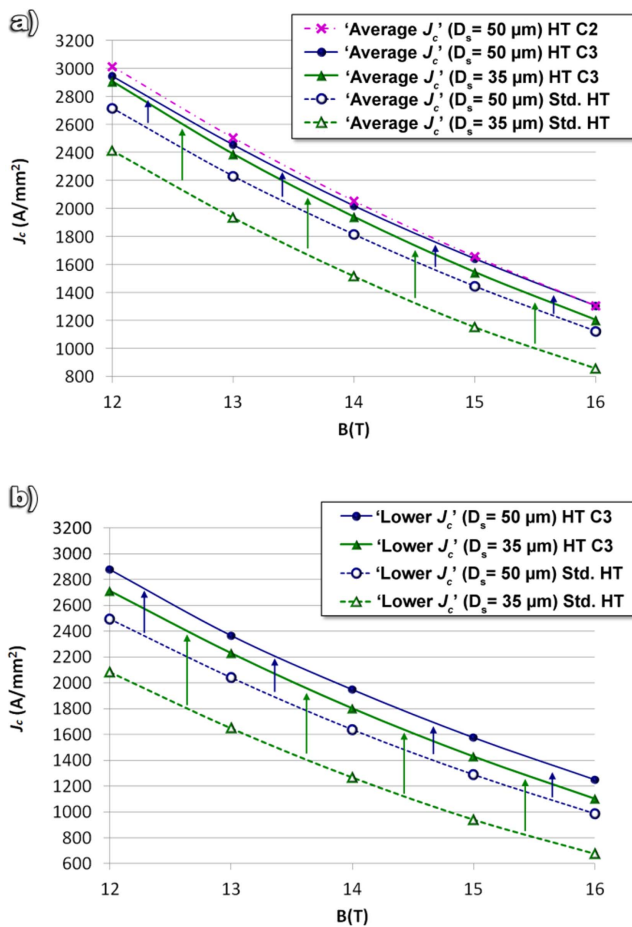 a)
‘Average Jc’ (Ds= 50 µm) HT C2
‘Average Jc’ (Ds= 50 µm) HT C3
‘Average Jc’ (Ds= 35 µm) HT C3
‘Average Jc’ (Ds= 50 µm) Std. HT
‘Average Jc’ (Ds= 35 µm) Std. HT
3200
3000
2800
2600
2400
2200
2000
1800
1600
1400
1200
1000
800
Jc (A/mm²)
12 13 14 15 16
B(T)
b)
‘Lower Jc’ (Ds= 50 µm) HT C3
‘Lower Jc’ (Ds= 35 µm) HT C3
‘Lower Jc’ (Ds= 50 µm) Std. HT
‘Lower Jc’ (Ds= 35 µm) Std. HT
3200
3000
2800
2600
2400
2200
2000
1800
1600
1400
1200
1000
800
600
Jc (A/mm²)
12 13 14 15 16
B(T)